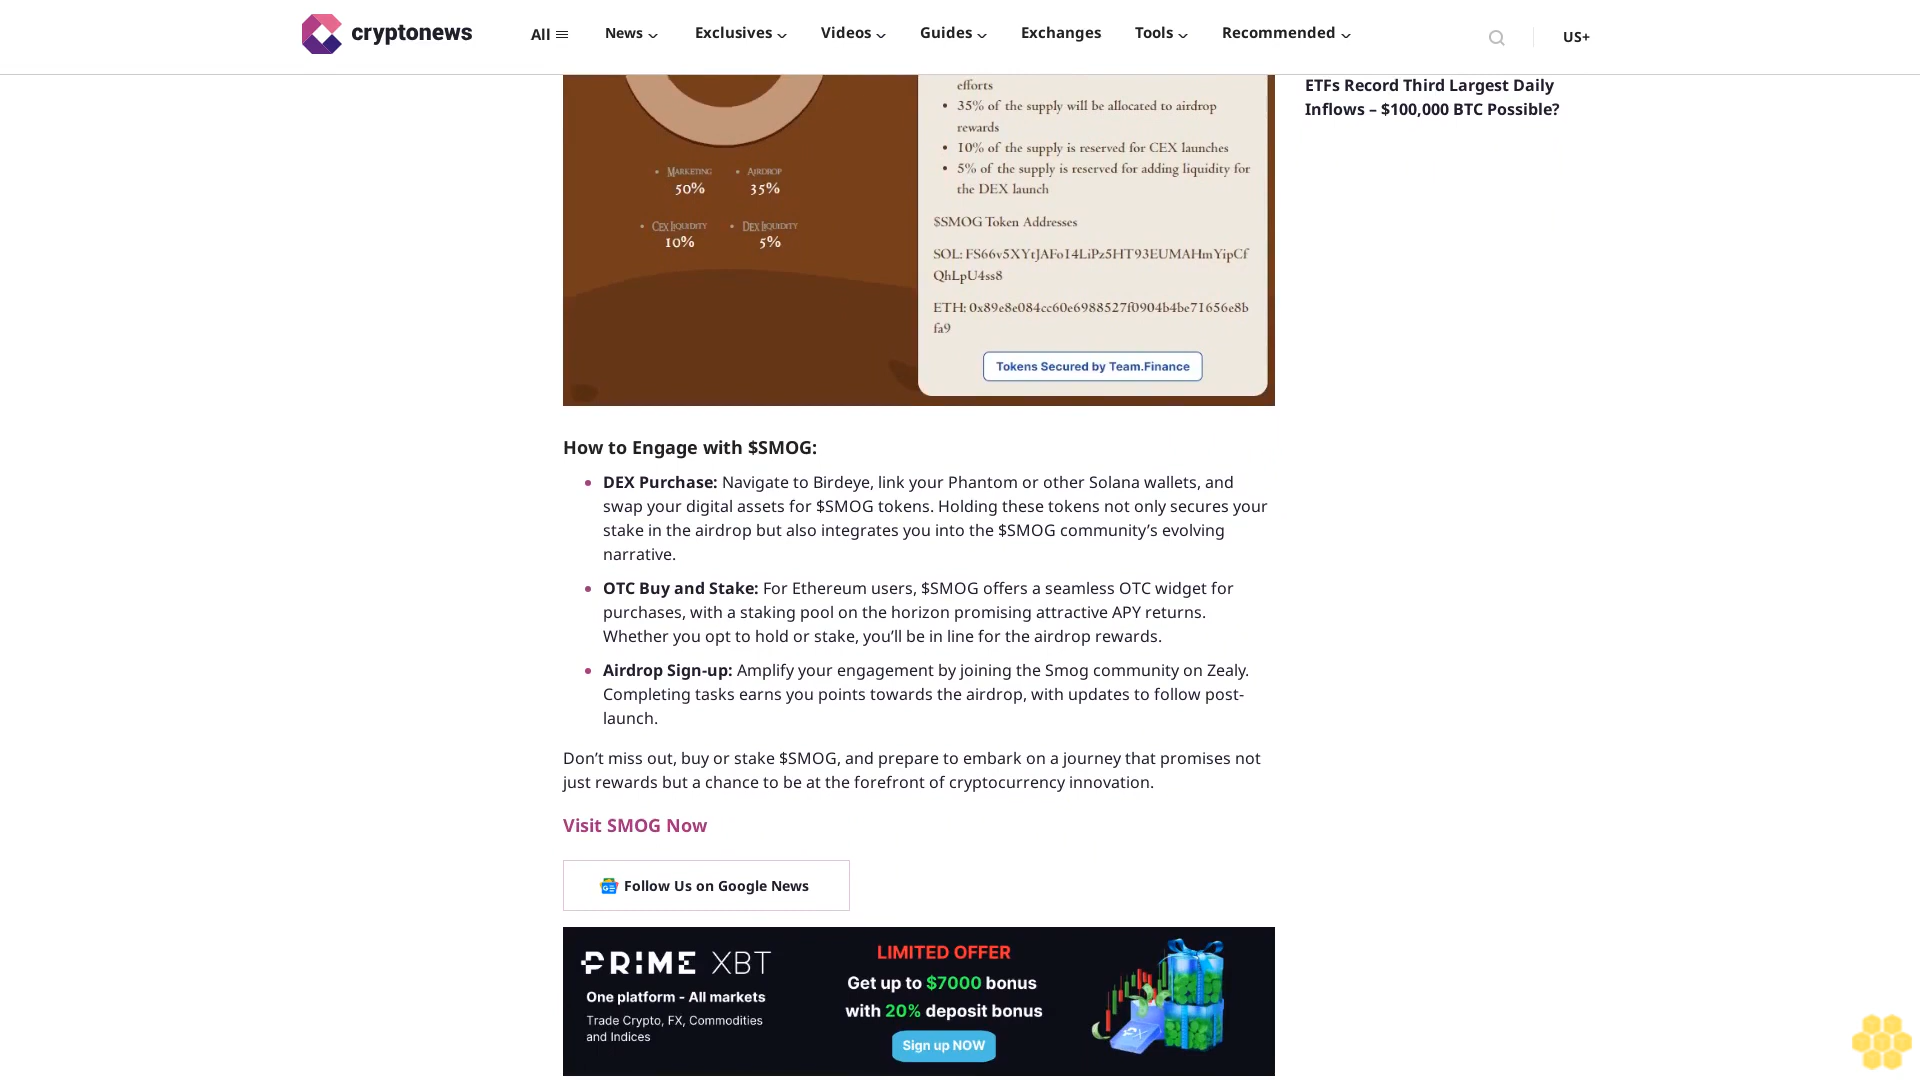 cryptonews
All
News
Exclusives
Videos
Guides
Exchanges
Tools
Recommended
US+
efforts
• 35% of the supply will be allocated to airdrop
rewards
• 10% of the supply is reserved for CEX launches
• 5% of the supply is reserved for adding liquidity for
the DEX launch
$SMOG Token Addresses
SOL: FS66v5XYtJAFo14LiPz5HT93EUMAHmYipCf
QhLpU4ss8
ETH: 0x89e8e084cc60e6988527f0904b4be71656e8b
fa9
Tokens Secured by Team.Finance
• Marketing
50%
• Airdrop
35%
• Cex liquidity
10%
• Dex liquidity
5%
ETFs Record Third Largest Daily
Inflows – $100,000 BTC Possible?
How to Engage with $SMOG:
• DEX Purchase: Navigate to Birdeye, link your Phantom or other Solana wallets, and
swap your digital assets for $SMOG tokens. Holding these tokens not only secures your
stake in the airdrop but also integrates you into the $SMOG community’s evolving
narrative.
• OTC Buy and Stake: For Ethereum users, $SMOG offers a seamless OTC widget for
purchases, with a staking pool on the horizon promising attractive APY returns.
Whether you opt to hold or stake, you’ll be in line for the airdrop rewards.
• Airdrop Sign-up: Amplify your engagement by joining the Smog community on Zealy.
Completing tasks earns you points towards the airdrop, with updates to follow post-
launch.
Don’t miss out, buy or stake $SMOG, and prepare to embark on a journey that promises not
just rewards but a chance to be at the forefront of cryptocurrency innovation.
Visit SMOG Now
Follow Us on Google News
PRIME XBT
One platform - All markets
Trade Crypto, FX, Commodities
and Indices
LIMITED OFFER
Get up to $7000 bonus
with 20% deposit bonus
Sign up NOW